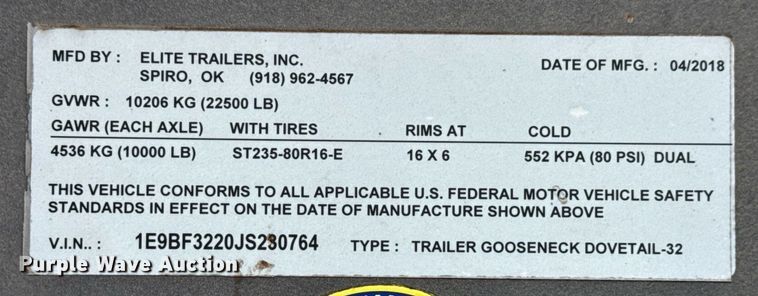 MFD BY : ELITE TRAILERS, INC. DATE OF MFG. : 04/2018
SPIRO, OK (918) 962-4567
GVWR : 10206 KG (22500 LB)
GAWR (EACH AXLE) WITH TIRES RIMS AT COLD
4536 KG (10000 LB) ST235-80R16-E 16 X 6 552 KPA (80 PSI) DUAL
THIS VEHICLE CONFORMS TO ALL APPLICABLE U.S. FEDERAL MOTOR VEHICLE SAFETY
STANDARDS IN EFFECT ON THE DATE OF MANUFACTURE SHOWN ABOVE
V.I.N.. : 1E9BF3220JS230764 TYPE : TRAILER GOOSENECK DOVETAIL-32
Purple Wave Auction